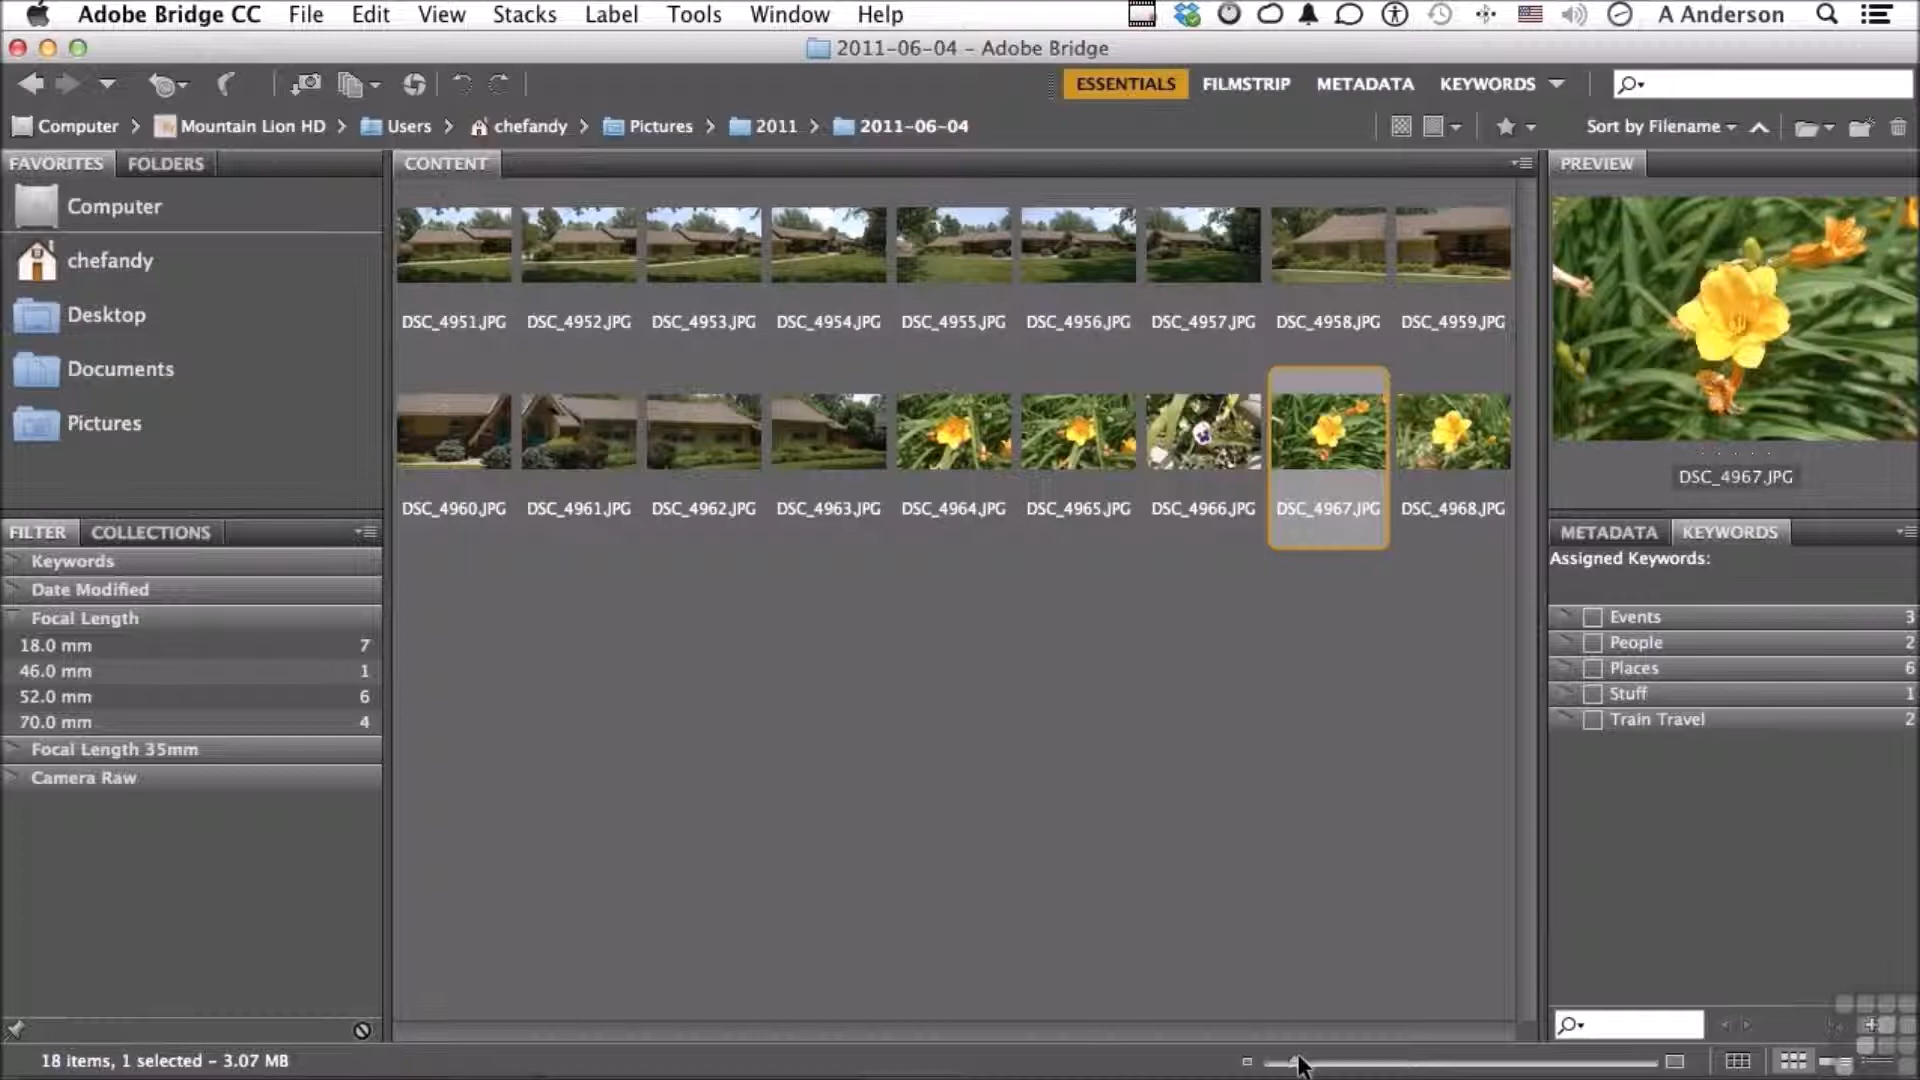 Adobe Bridge CC File Edit View Stacks Label Tools Window Help A Anderson
2011-06-04 – Adobe Bridge
ESSENTIALS FILMSTRIP METADATA KEYWORDS
Computer Mountain Lion HD Users chefandy Pictures 2011 2011-06-04 Sort by Filename
FAVORITES FOLDERS
Computer
chefandy
Desktop
Documents
Pictures
FILTER COLLECTIONS
Keywords
Date Modified
Focal Length
18.0 mm 7
46.0 mm 1
52.0 mm 6
70.0 mm 4
Focal Length 35mm
Camera Raw
CONTENT
DSC_4951.JPG DSC_4952.JPG DSC_4953.JPG DSC_4954.JPG DSC_4955.JPG DSC_4956.JPG DSC_4957.JPG DSC_4958.JPG DSC_4959.JPG
DSC_4960.JPG DSC_4961.JPG DSC_4962.JPG DSC_4963.JPG DSC_4964.JPG DSC_4965.JPG DSC_4966.JPG DSC_4967.JPG DSC_4968.JPG
PREVIEW
DSC_4967.JPG
METADATA KEYWORDS
Assigned Keywords:
Events 3
People 2
Places 6
Stuff 1
Train Travel 2
18 items, 1 selected – 3.07 MB